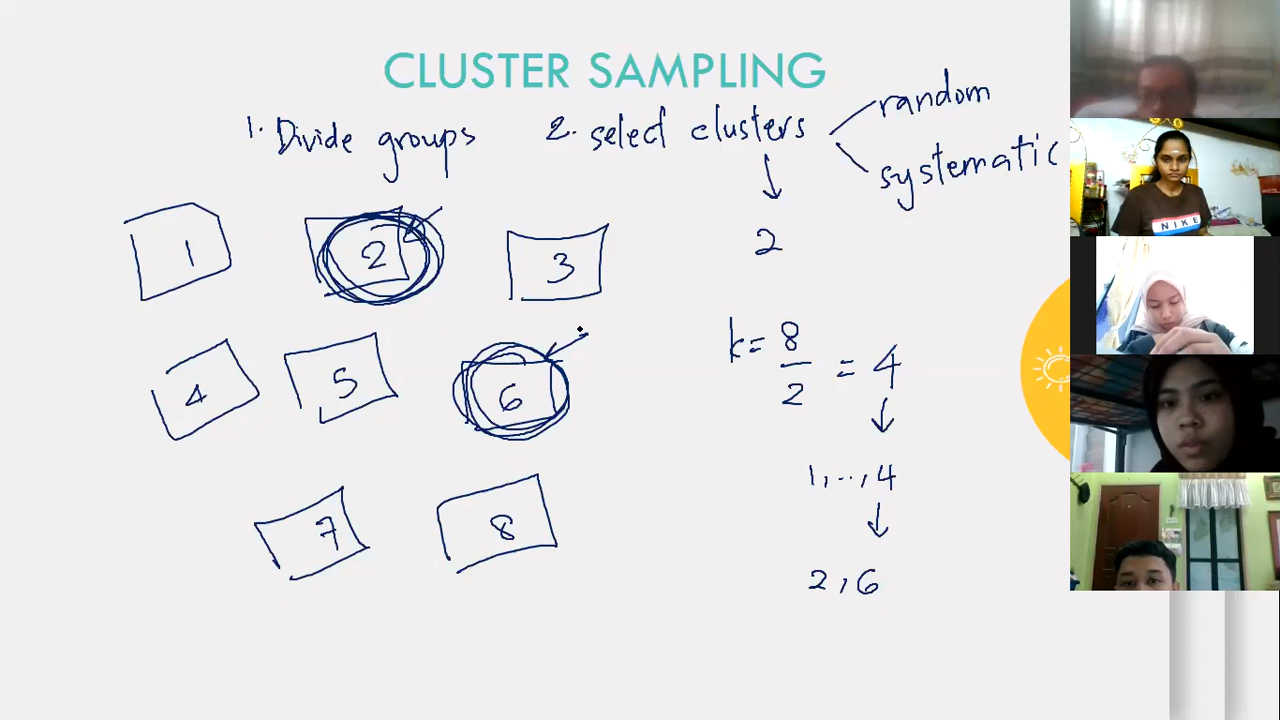 CLUSTER SAMPLING
1. Divide groups
2. select clusters
random
systematic
2
1
2
3
k = 8/2 = 4
4
5
6
1, ..., 4
7
8
2, 6
NIKE